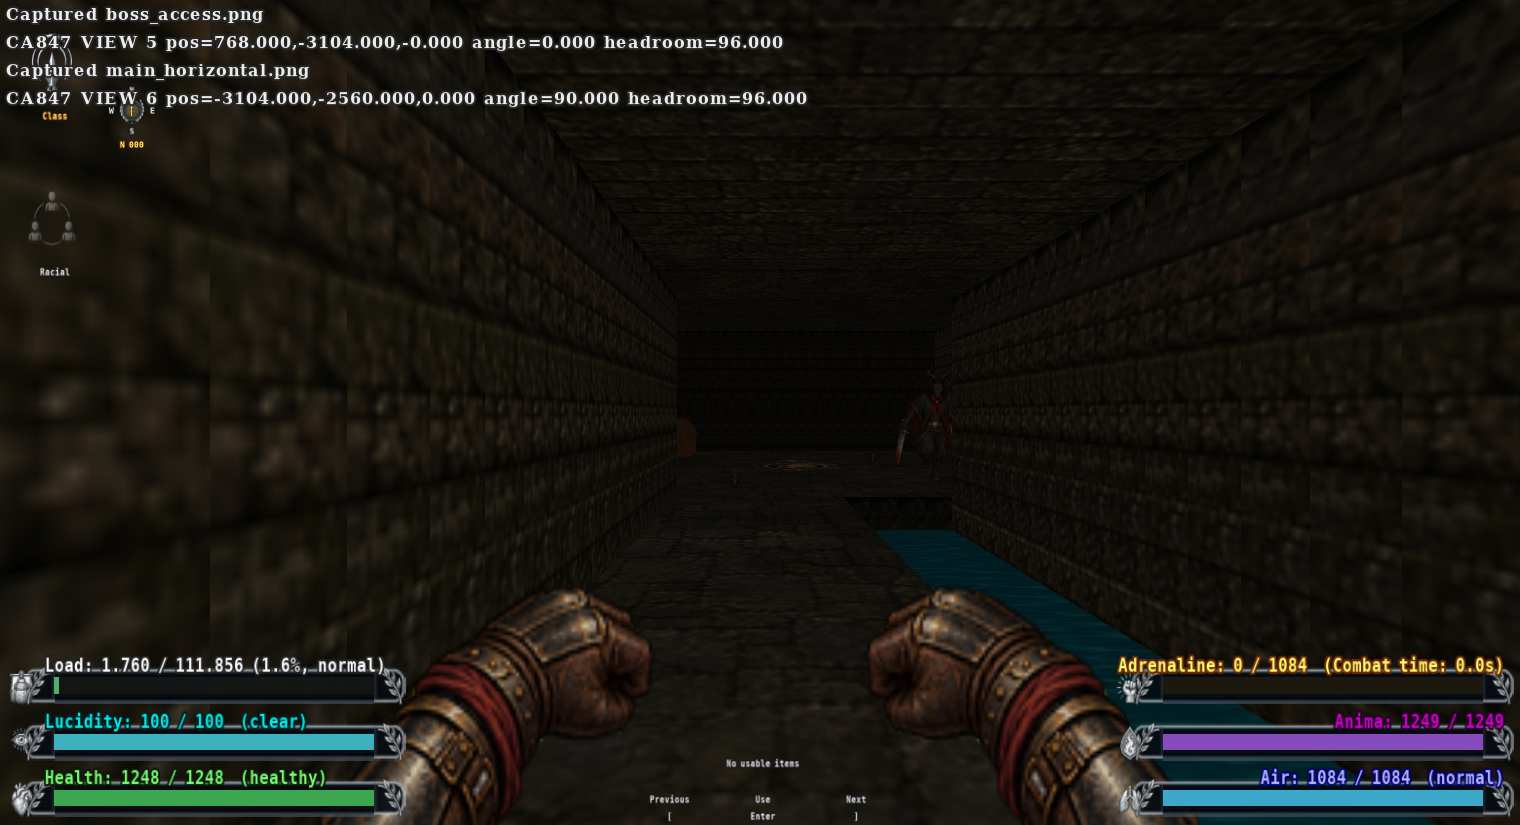 Captured boss_access.png
CA847 VIEW 5 pos=768.000,-3104.000,-0.000 angle=0.000 headroom=96.000
Captured main_horizontal.png
CA847 VIEW 6 pos=-3104.000,-2560.000,0.000 angle=90.000 headroom=96.000
Class
W E
S
N 000
Racial
Load: 1.760 / 111.856 (1.6%, normal)
Adrenaline: 0 / 1084 (Combat time: 0.0s)
Lucidity: 100 / 100 (clear)
Anima: 1249 / 1249
No usable items
Health: 1248 / 1248 (healthy)
Air: 1084 / 1084 (normal)
Previous Use Next
[ Enter ]